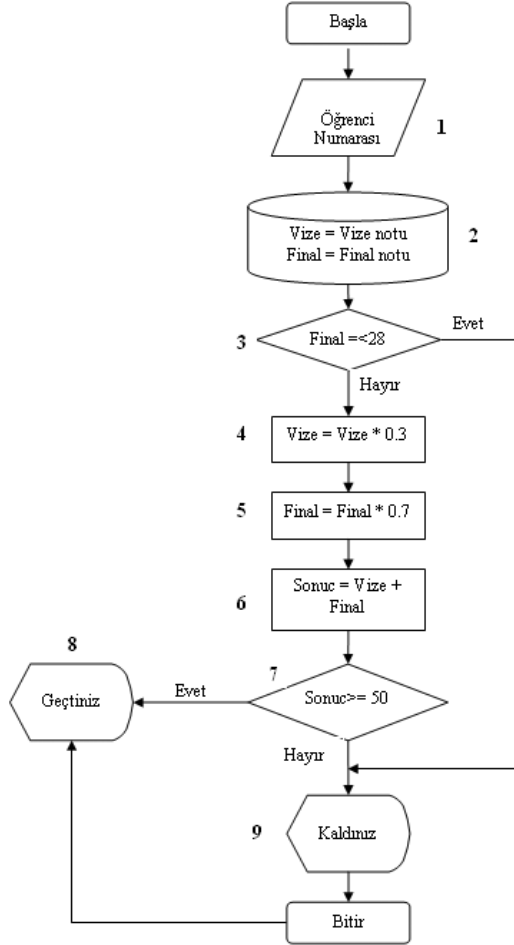 Başla
Öğrenci
Numarası
1
Vize = Vize notu
Final = Final notu
2
3
Final =<28
Evet
Hayır
4
Vize = Vize * 0.3
5
Final = Final * 0.7
6
Sonuc = Vize +
Final
7
Sonuc>= 50
Evet
8
Geçtiniz
Hayır
9
Kaldınız
Bitir